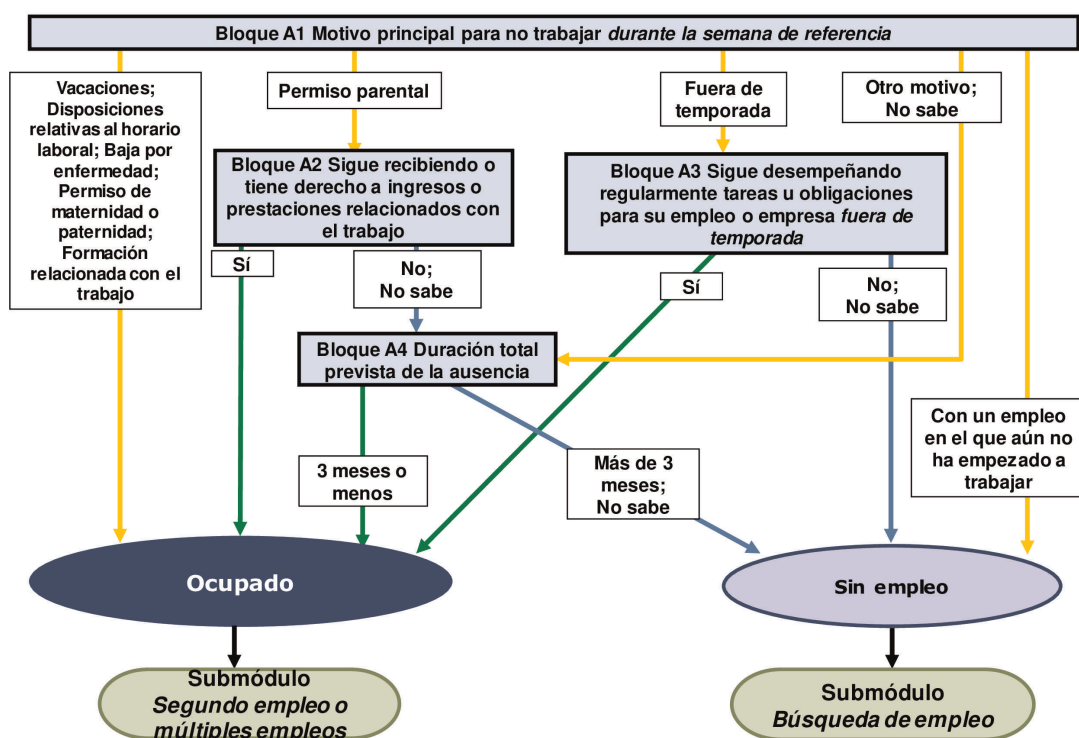 Bloque A1 Motivo principal para no trabajar durante la semana de referencia
Vacaciones;
Disposiciones
relativas al horario
laboral; Baja por
enfermedad;
Permiso de
maternidad o
paternidad;
Formación
relacionada con el
trabajo
Permiso parental
Fuera de
temporada
Otro motivo;
No sabe
Bloque A2 Sigue recibiendo o
tiene derecho a ingresos o
prestaciones relacionados con
el trabajo
Bloque A3 Sigue desempeñando
regularmente tareas u obligaciones
para su empleo o empresa fuera de
temporada
Sí
No;
No sabe
Sí
No;
No sabe
Bloque A4 Duración total
prevista de la ausencia
Con un empleo
en el que aún no
ha empezado a
trabajar
3 meses o
menos
Más de 3
meses;
No sabe
Ocupado
Sin empleo
Submódulo
Segundo empleo o
múltiples empleos
Submódulo
Búsqueda de empleo